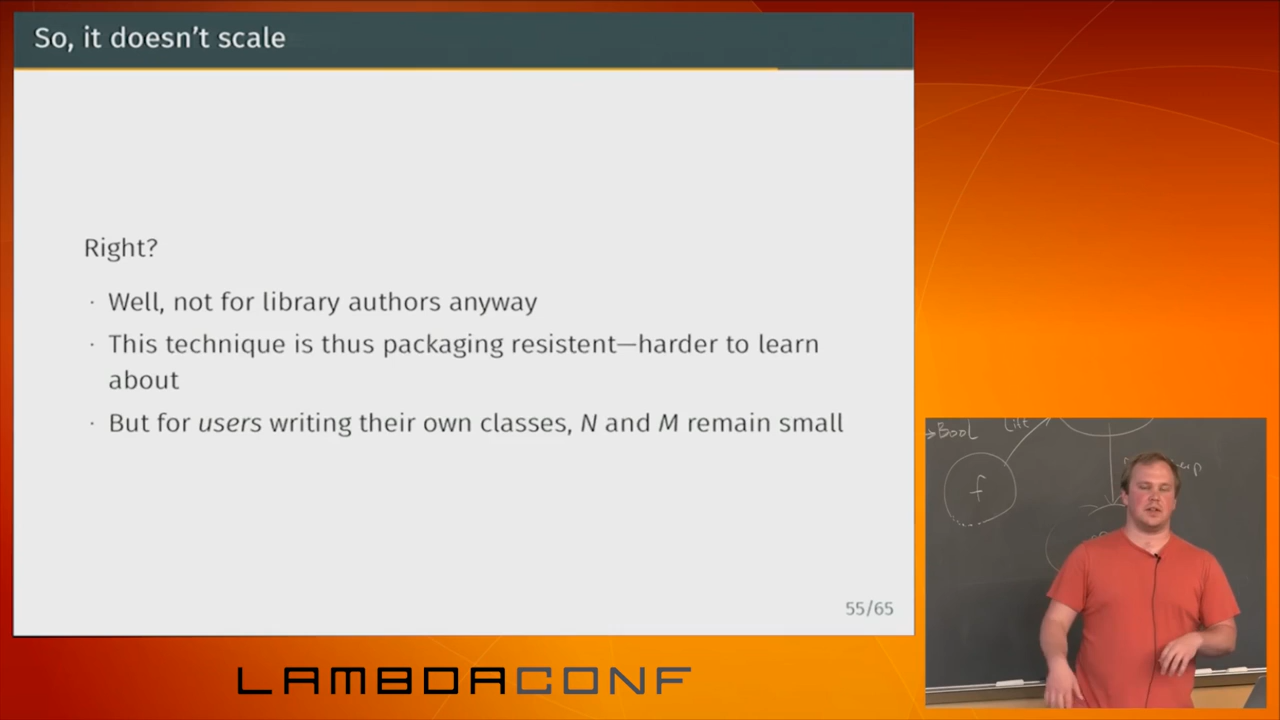 So, it doesn't scale
Right?
· Well, not for library authors anyway
· This technique is thus packaging resistent—harder to learn
about
· But for users writing their own classes, N and M remain small
55/65
→Bool
Lift
f
LAMBDACONF